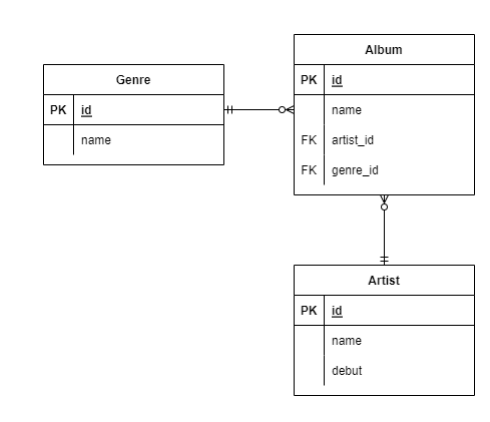 Genre
PK id
name
Album
PK id
name
FK artist_id
FK genre_id
Artist
PK id
name
debut